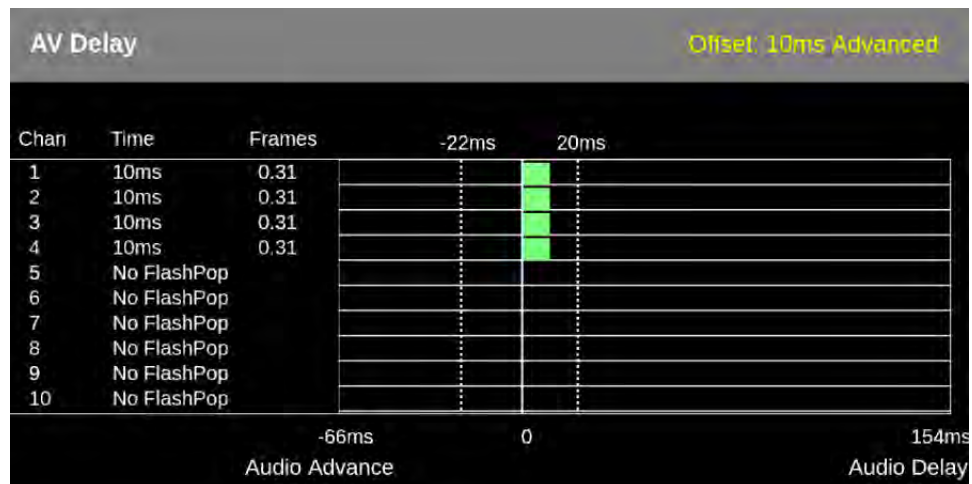 AV Delay Offset: 10ms Advanced
Chan Time Frames -22ms 20ms
1 10ms 0.31
2 10ms 0.31
3 10ms 0.31
4 10ms 0.31
5 No FlashPop
6 No FlashPop
7 No FlashPop
8 No FlashPop
9 No FlashPop
10 No FlashPop
-66ms 0 154ms
Audio Advance Audio Delay